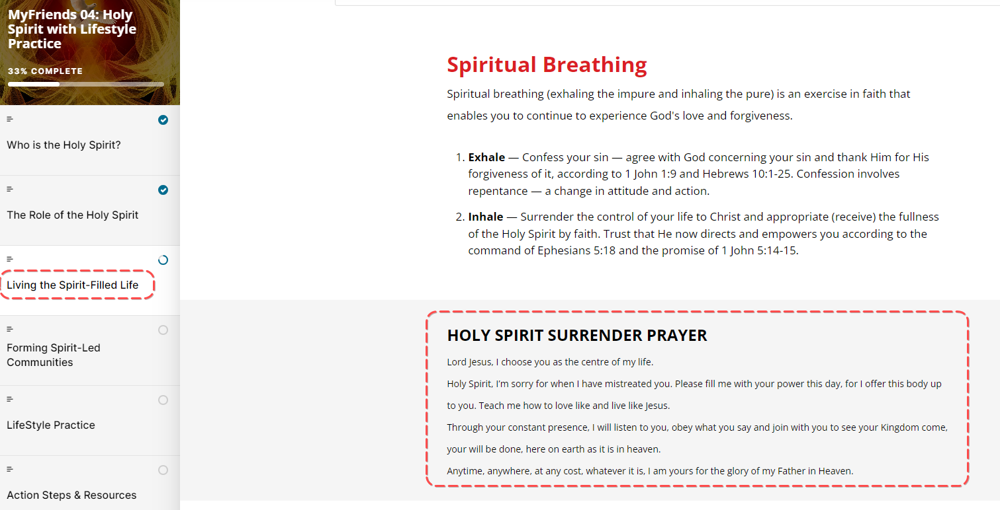 MyFriends 04: Holy
Spirit with Lifestyle
Practice
33% COMPLETE
Who is the Holy Spirit?
The Role of the Holy Spirit
Living the Spirit-Filled Life
Forming Spirit-Led
Communities
LifeStyle Practice
Action Steps & Resources
Spiritual Breathing
Spiritual breathing (exhaling the impure and inhaling the pure) is an exercise in faith that
enables you to continue to experience God's love and forgiveness.
1. Exhale — Confess your sin — agree with God concerning your sin and thank Him for His
forgiveness of it, according to 1 John 1:9 and Hebrews 10:1-25. Confession involves
repentance — a change in attitude and action.
2. Inhale — Surrender the control of your life to Christ and appropriate (receive) the fullness
of the Holy Spirit by faith. Trust that He now directs and empowers you according to the
command of Ephesians 5:18 and the promise of 1 John 5:14-15.
HOLY SPIRIT SURRENDER PRAYER
Lord Jesus, I choose you as the centre of my life.
Holy Spirit, I'm sorry for when I have mistreated you. Please fill me with your power this day, for I offer this body up
to you. Teach me how to love like and live like Jesus.
Through your constant presence, I will listen to you, obey what you say and join with you to see your Kingdom come,
your will be done, here on earth as it is in heaven.
Anytime, anywhere, at any cost, whatever it is, I am yours for the glory of my Father in Heaven.